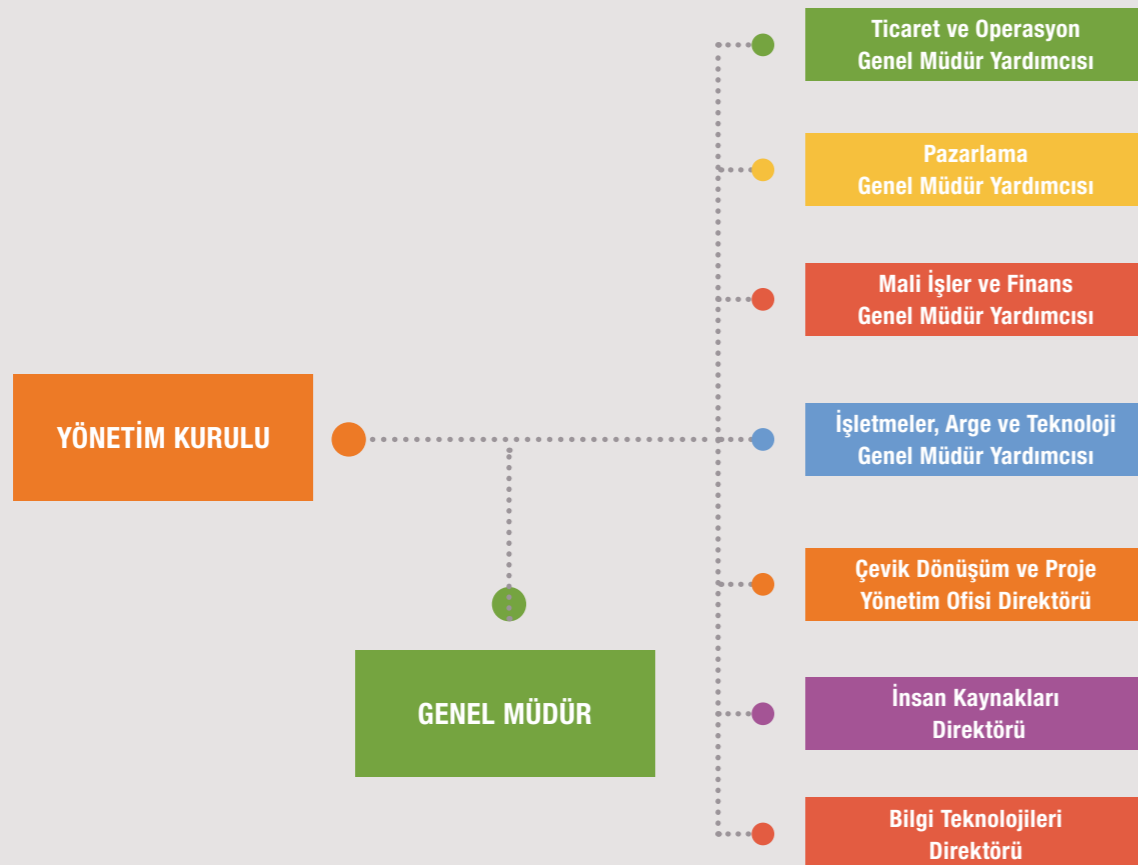 Ticaret ve Operasyon
Genel Müdür Yardımcısı
Pazarlama
Genel Müdür Yardımcısı
Mali İşler ve Finans
Genel Müdür Yardımcısı
YÖNETİM KURULU
İşletmeler, Arge ve Teknoloji
Genel Müdür Yardımcısı
Çevik Dönüşüm ve Proje
Yönetim Ofisi Direktörü
GENEL MÜDÜR
İnsan Kaynakları
Direktörü
Bilgi Teknolojileri
Direktörü